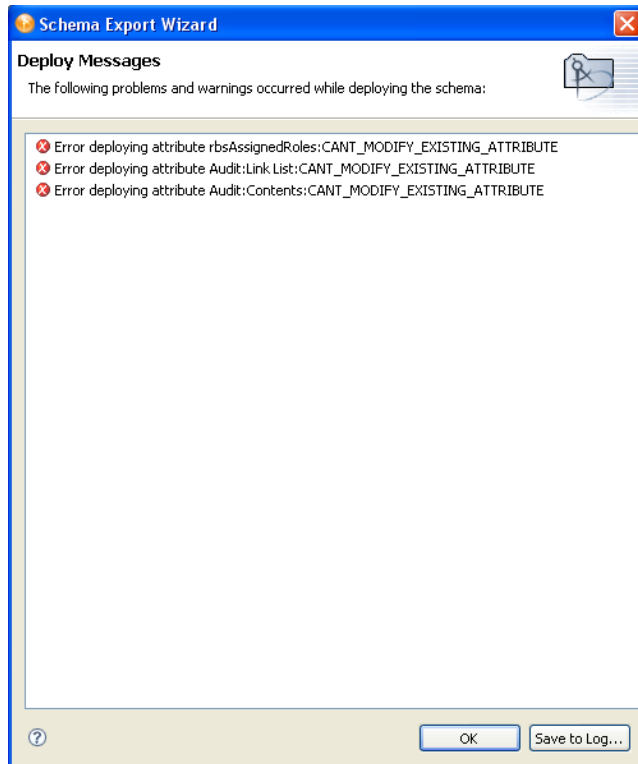 Schema Export Wizard
Deploy Messages
The following problems and warnings occurred while deploying the schema:
Error deploying attribute rbsAssignedRoles:CANT_MODIFY_EXISTING_ATTRIBUTE
Error deploying attribute Audit:Link List:CANT_MODIFY_EXISTING_ATTRIBUTE
Error deploying attribute Audit:Contents:CANT_MODIFY_EXISTING_ATTRIBUTE
? OK Save to Log...